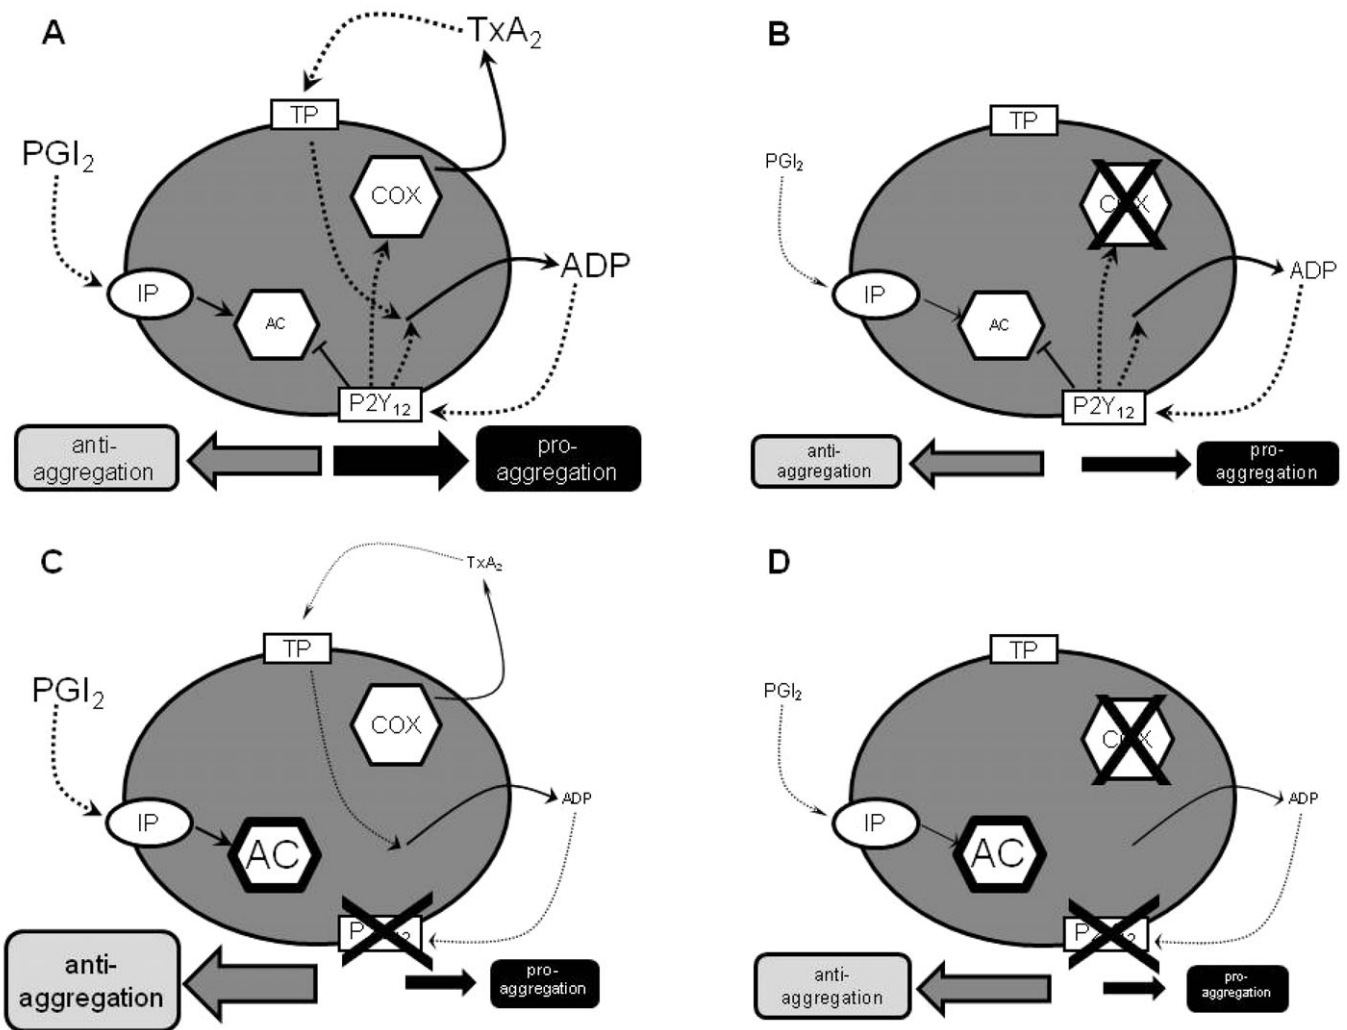 A
TxA₂
TP
PGI₂
COX
ADP
IP
AC
P2Y₁₂
anti-
aggregation
pro-
aggregation
B
TP
PGI₂
ADP
IP
AC
P2Y₁₂
anti-
aggregation
pro-
aggregation
C
TxA₂
TP
PGI₂
COX
ADP
IP
AC
anti-
aggregation
pro-
aggregation
D
TP
PGI₂
ADP
IP
AC
anti-
aggregation
pro-
aggregation